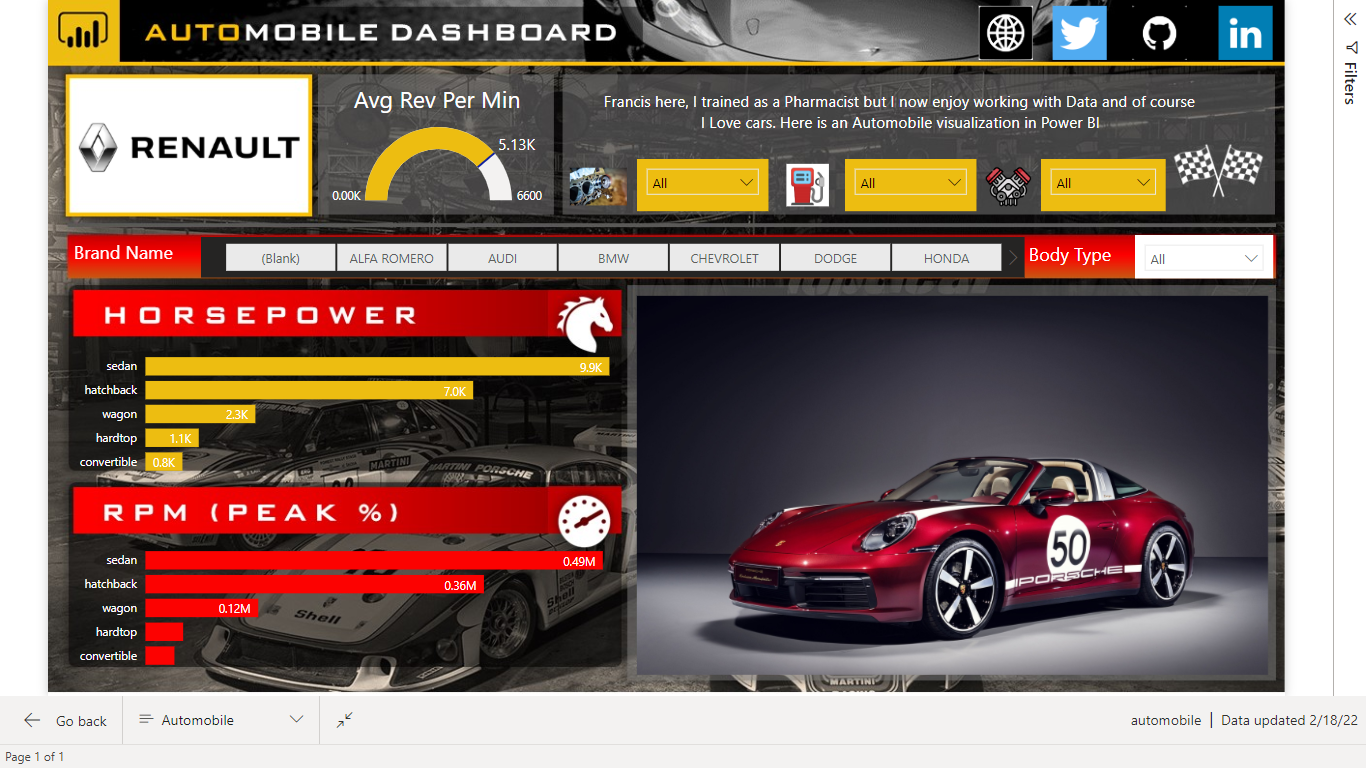 AUTOMOBILE DASHBOARD
in
Filters
RENAULT
Avg Rev Per Min
5.13K
0.00K
6600
Francis here, I trained as a Pharmacist but I now enjoy working with Data and of course
I Love cars. Here is an Automobile visualization in Power BI
All
All
All
Brand Name
(Blank)
ALFA ROMERO
AUDI
BMW
CHEVROLET
DODGE
HONDA
Body Type
All
HORSEPOWER
sedan 9.9K
hatchback 7.0K
wagon 2.3K
hardtop 1.1K
convertible 0.8K
MARTINI
MARTINI PORSCHE
RPM (PEAK %)
sedan 0.49M
hatchback 0.36M
wagon 0.12M
hardtop
convertible
Shell
50
PORSCHE
MARTINI
Go back
Automobile
automobile | Data updated 2/18/22
Page 1 of 1